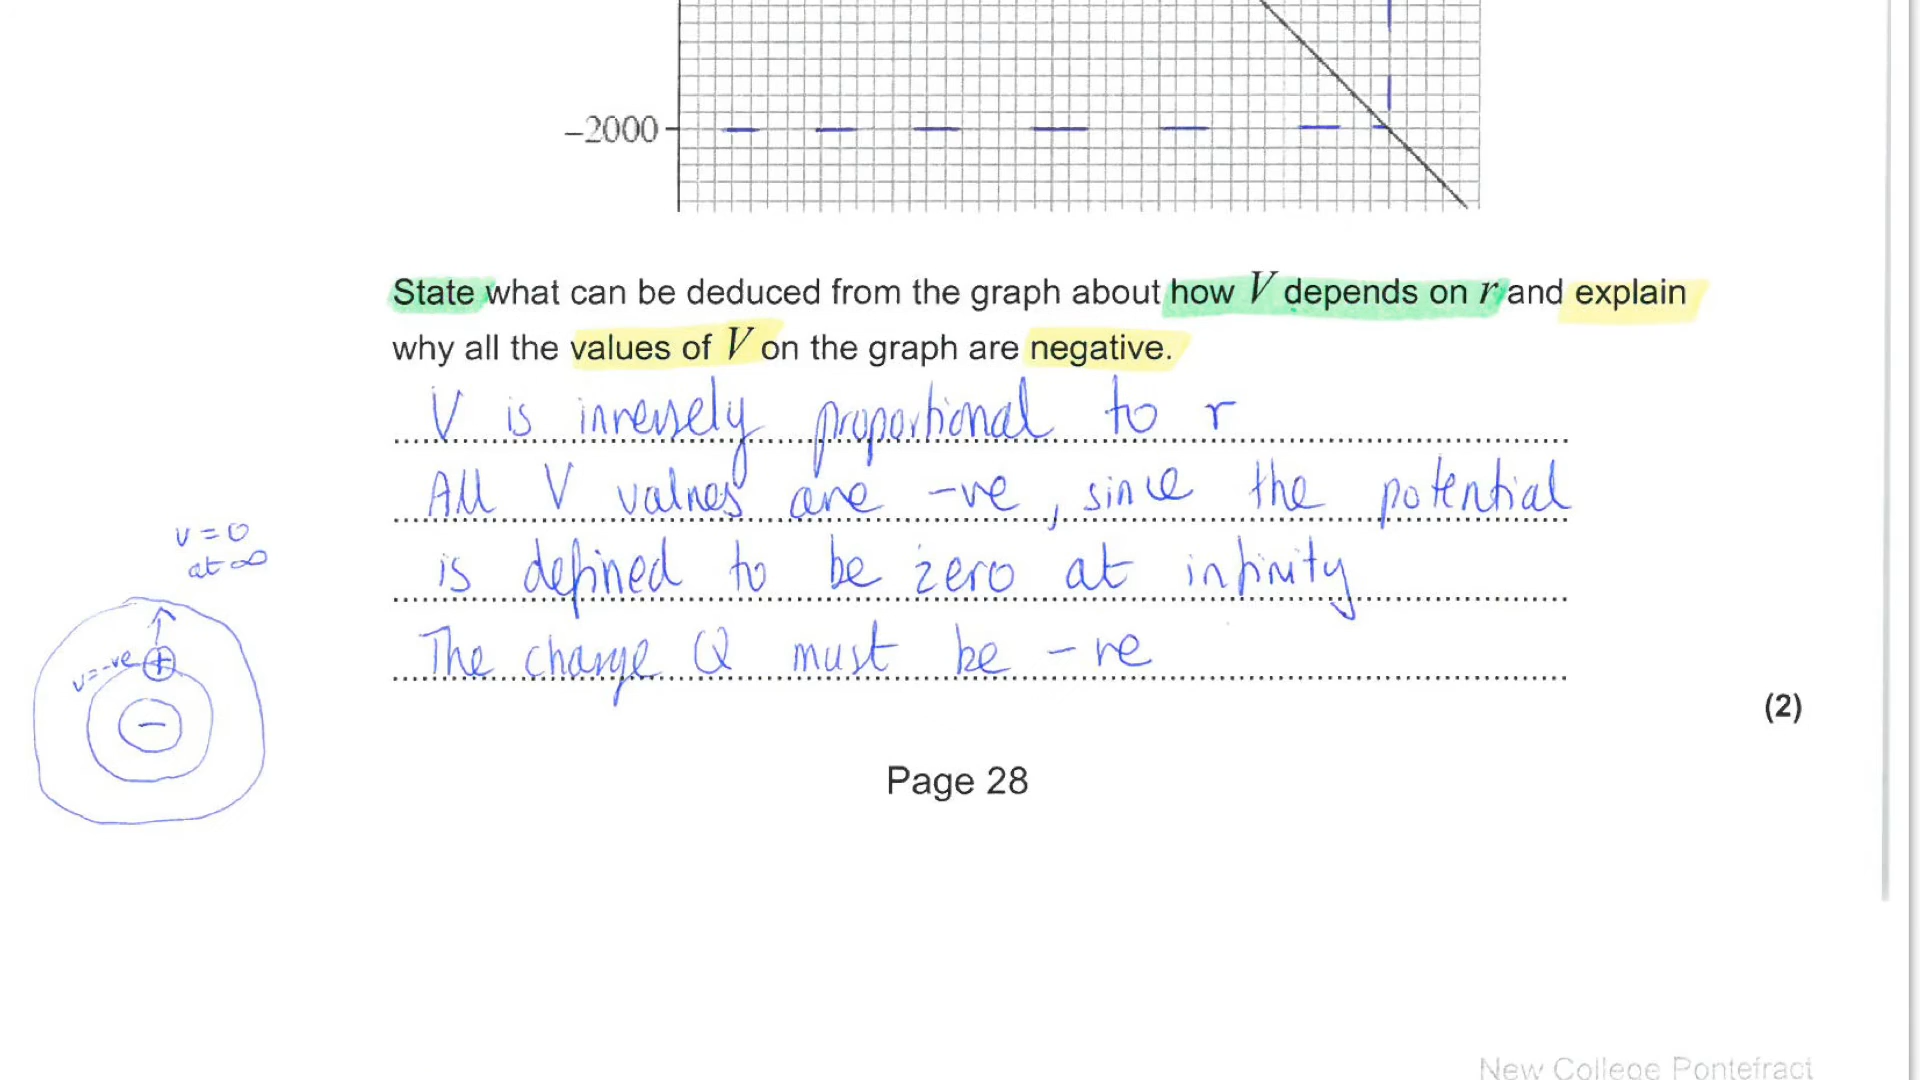 −2000
State what can be deduced from the graph about how V depends on r and explain
why all the values of V on the graph are negative.
V is inversely proportional to r
All V values are -ve, since the potential
is defined to be zero at infinity
The charge Q must be -ve
v=0
at ∞
v=-ve
+
−
(2)
Page 28
New College Pontefract